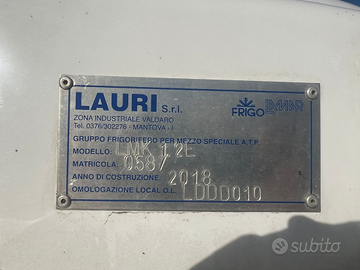 LAURI S.r.l.
ZONA INDUSTRIALE VALDARO
Tel. 0376/302276 - MANTOVA - I
FRIGO
GRUPPO FRIGORIFERO PER MEZZO SPECIALE A.T.P.
MODELLO:
MATRICOLA: 0587
ANNO DI COSTRUZIONE: 2018
OMOLOGAZIONE LOCAL O.L. LDDD010
subito